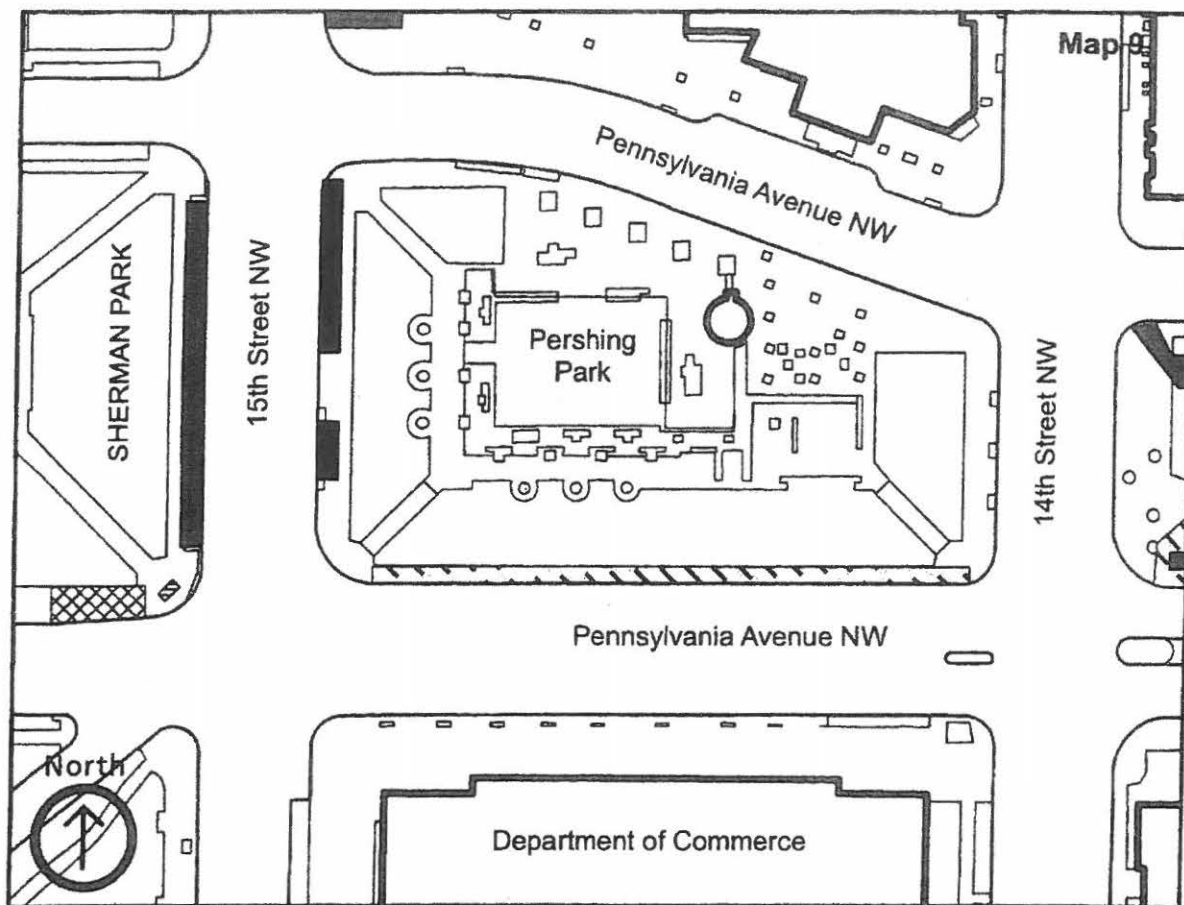 Map 9
Pennsylvania Avenue NW
SHERMAN PARK
15th Street NW
Pershing
Park
14th Street NW
Pennsylvania Avenue NW
North
Department of Commerce